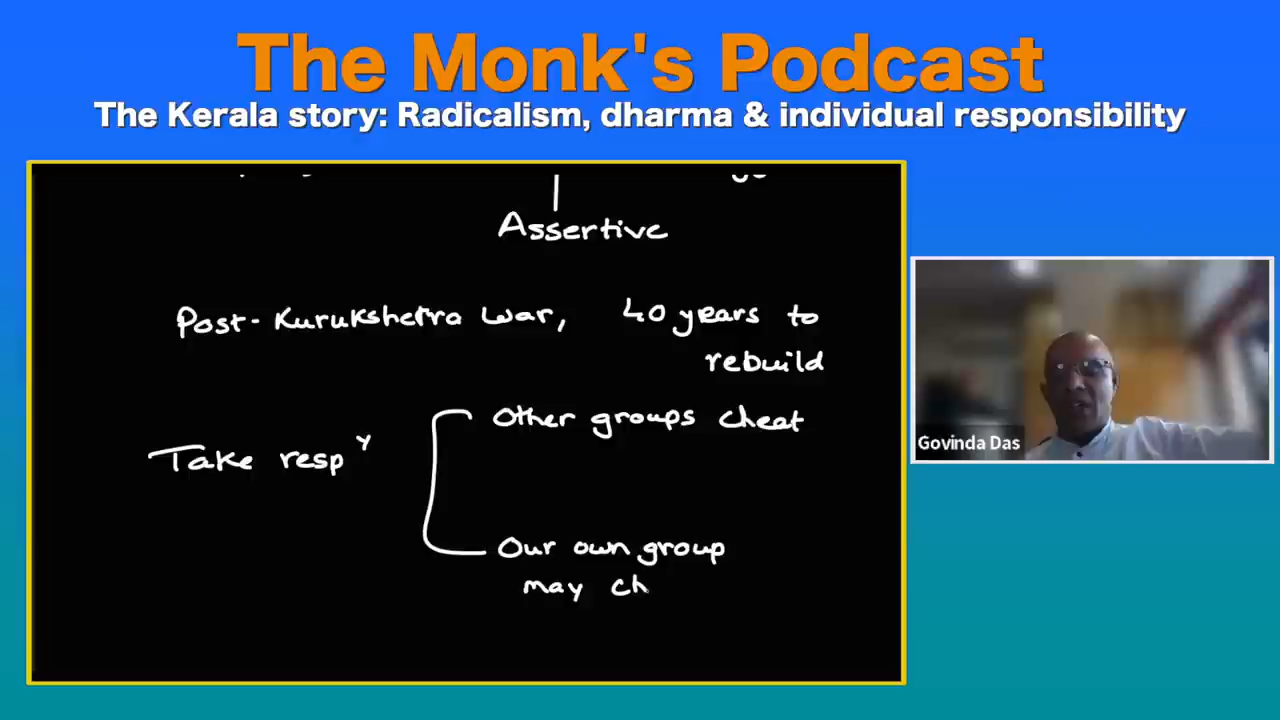 The Monk's Podcast
The Kerala story: Radicalism, dharma & individual responsibility
Assertive
Post-Kurukshetra war, 40 years to
rebuild
Other groups cheat
Take resp y
Our own group
may ch
Govinda Das